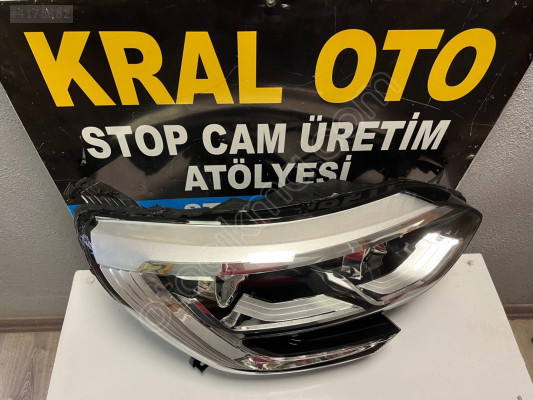 KRAL OTO
STOP CAM ÜRETİM
ATÖLYESİ